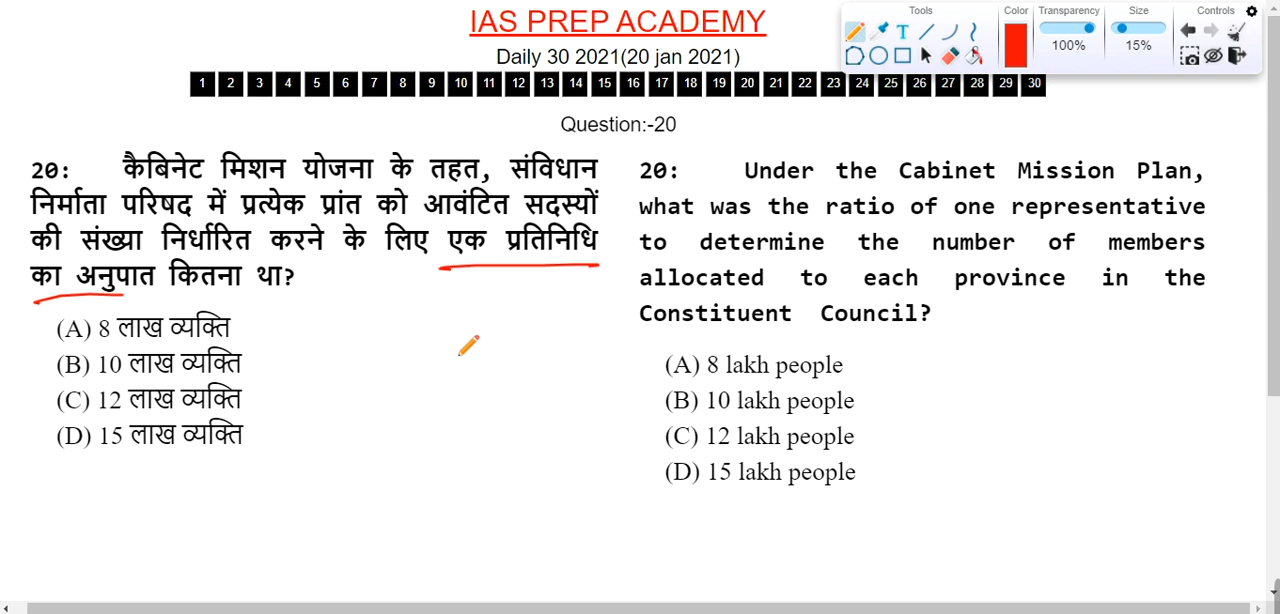 IAS PREP ACADEMY
Daily 30 2021(20 jan 2021)
1 2 3 4 5 6 7 8 9 10 11 12 13 14 15 16 17 18 19 20 21 22 23 24 25 26 27 28 29 30
Tools
Color
Transparency
Size
Controls
T
100%
15%
Question:-20
20: कैबिनेट मिशन योजना के तहत, संविधान
निर्माता परिषद में प्रत्येक प्रांत को आवंटित सदस्यों
की संख्या निर्धारित करने के लिए एक प्रतिनिधि
का अनुपात कितना था?
(A) 8 लाख व्यक्ति
(B) 10 लाख व्यक्ति
(C) 12 लाख व्यक्ति
(D) 15 लाख व्यक्ति
20: Under the Cabinet Mission Plan,
what was the ratio of one representative
to determine the number of members
allocated to each province in the
Constituent Council?
(A) 8 lakh people
(B) 10 lakh people
(C) 12 lakh people
(D) 15 lakh people